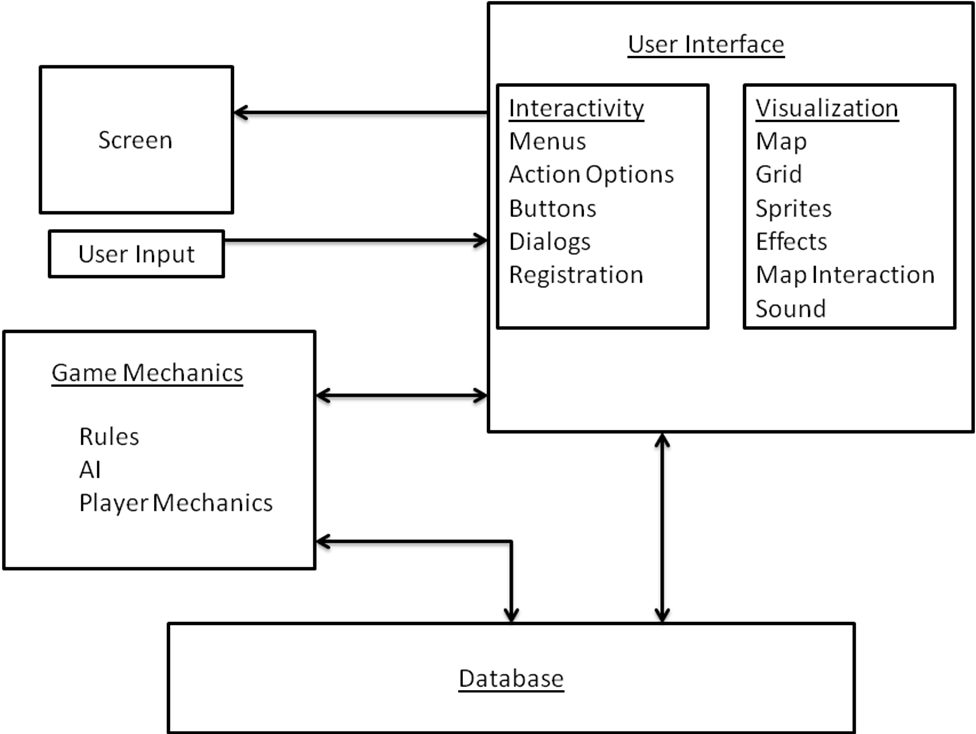 User Interface
Screen
User Input
Interactivity
Menus
Action Options
Buttons
Dialogs
Registration
Visualization
Map
Grid
Sprites
Effects
Map Interaction
Sound
Game Mechanics
Rules
AI
Player Mechanics
Database